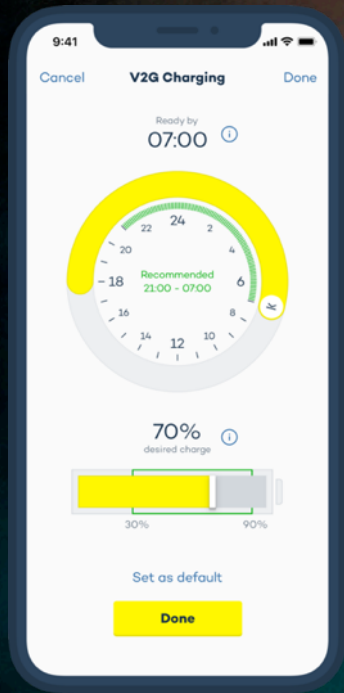 9:41
Cancel V2G Charging Done
Ready by
07:00 i
24
22 2
20 4
Recommended
18 6
21:00 - 07:00
16 8
14 10
12
70% i
desired charge
30% 90%
Set as default
Done